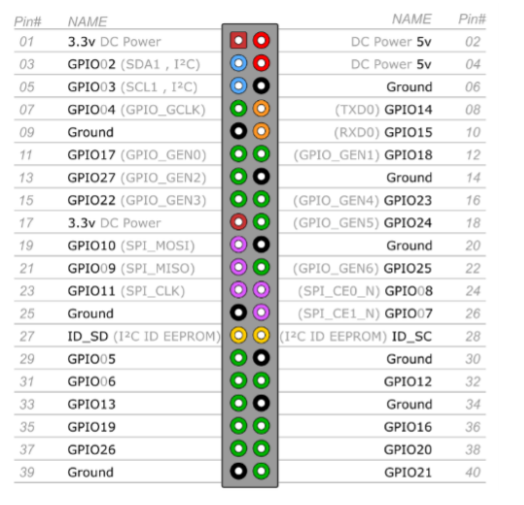 Pin# NAME NAME Pin#
01 3.3v DC Power DC Power 5v 02
03 GPIO02 (SDA1 , I²C) DC Power 5v 04
05 GPIO03 (SCL1 , I²C) Ground 06
07 GPIO04 (GPIO_GCLK) (TXD0) GPIO14 08
09 Ground (RXD0) GPIO15 10
11 GPIO17 (GPIO_GEN0) (GPIO_GEN1) GPIO18 12
13 GPIO27 (GPIO_GEN2) Ground 14
15 GPIO22 (GPIO_GEN3) (GPIO_GEN4) GPIO23 16
17 3.3v DC Power (GPIO_GEN5) GPIO24 18
19 GPIO10 (SPI_MOSI) Ground 20
21 GPIO09 (SPI_MISO) (GPIO_GEN6) GPIO25 22
23 GPIO11 (SPI_CLK) (SPI_CE0_N) GPIO08 24
25 Ground (SPI_CE1_N) GPIO07 26
27 ID_SD (I²C ID EEPROM) (I²C ID EEPROM) ID_SC 28
29 GPIO05 Ground 30
31 GPIO06 GPIO12 32
33 GPIO13 Ground 34
35 GPIO19 GPIO16 36
37 GPIO26 GPIO20 38
39 Ground GPIO21 40